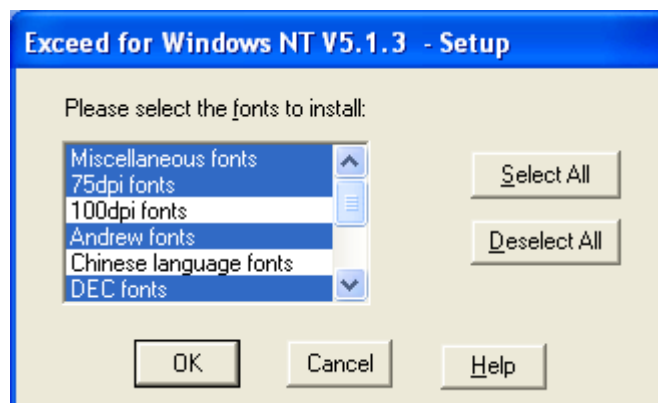 Exceed for Windows NT V5.1.3 - Setup
Please select the fonts to install:
Miscellaneous fonts
75dpi fonts
100dpi fonts
Andrew fonts
Chinese language fonts
DEC fonts
Select All
Deselect All
OK
Cancel
Help